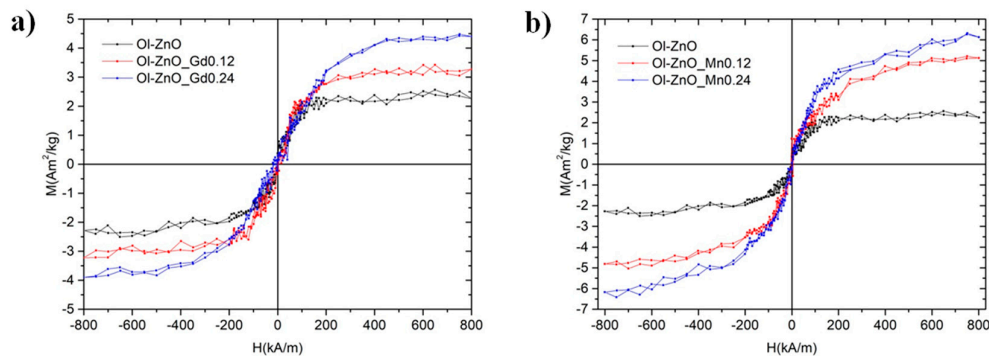 a)
Ol-ZnO
Ol-ZnO_Gd0.12
Ol-ZnO_Gd0.24
M(Am²/kg)
5
4
3
2
1
0
-1
-2
-3
-4
-5
-800 -600 -400 -200 0 200 400 600 800
H(kA/m)
b)
Ol-ZnO
Ol-ZnO_Mn0.12
Ol-ZnO_Mn0.24
M(Am²/kg)
7
6
5
4
3
2
1
0
-1
-2
-3
-4
-5
-6
-7
-800 -600 -400 -200 0 200 400 600 800
H(kA/m)